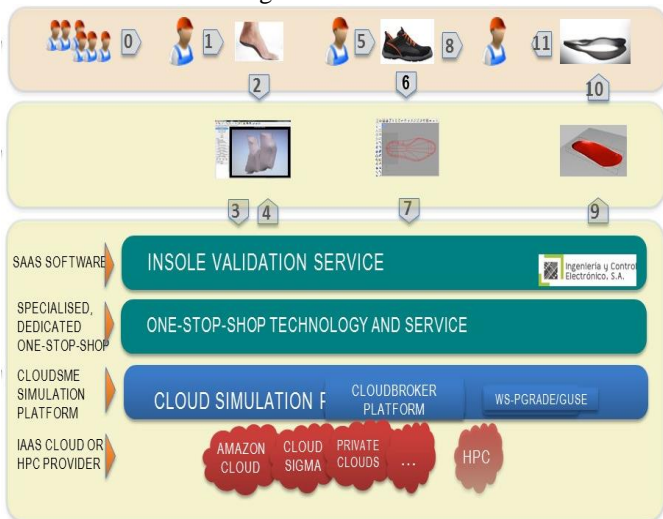 0
1
5
8
11
2
6
10
3
4
7
9
SAAS SOFTWARE
INSOLE VALIDATION SERVICE
Ingeniería y Control
Electrónico, S.A.
SPECIALISED,
DEDICATED
ONE-STOP-SHOP
ONE-STOP-SHOP TECHNOLOGY AND SERVICE
CLOUDSME
SIMULATION
PLATFORM
CLOUD SIMULATION P
CLOUDBROKER
PLATFORM
WS-PGRADE/GUSE
IAAS CLOUD OR
HPC PROVIDER
AMAZON
CLOUD
CLOUD
SIGMA
PRIVATE
CLOUDS
...
HPC